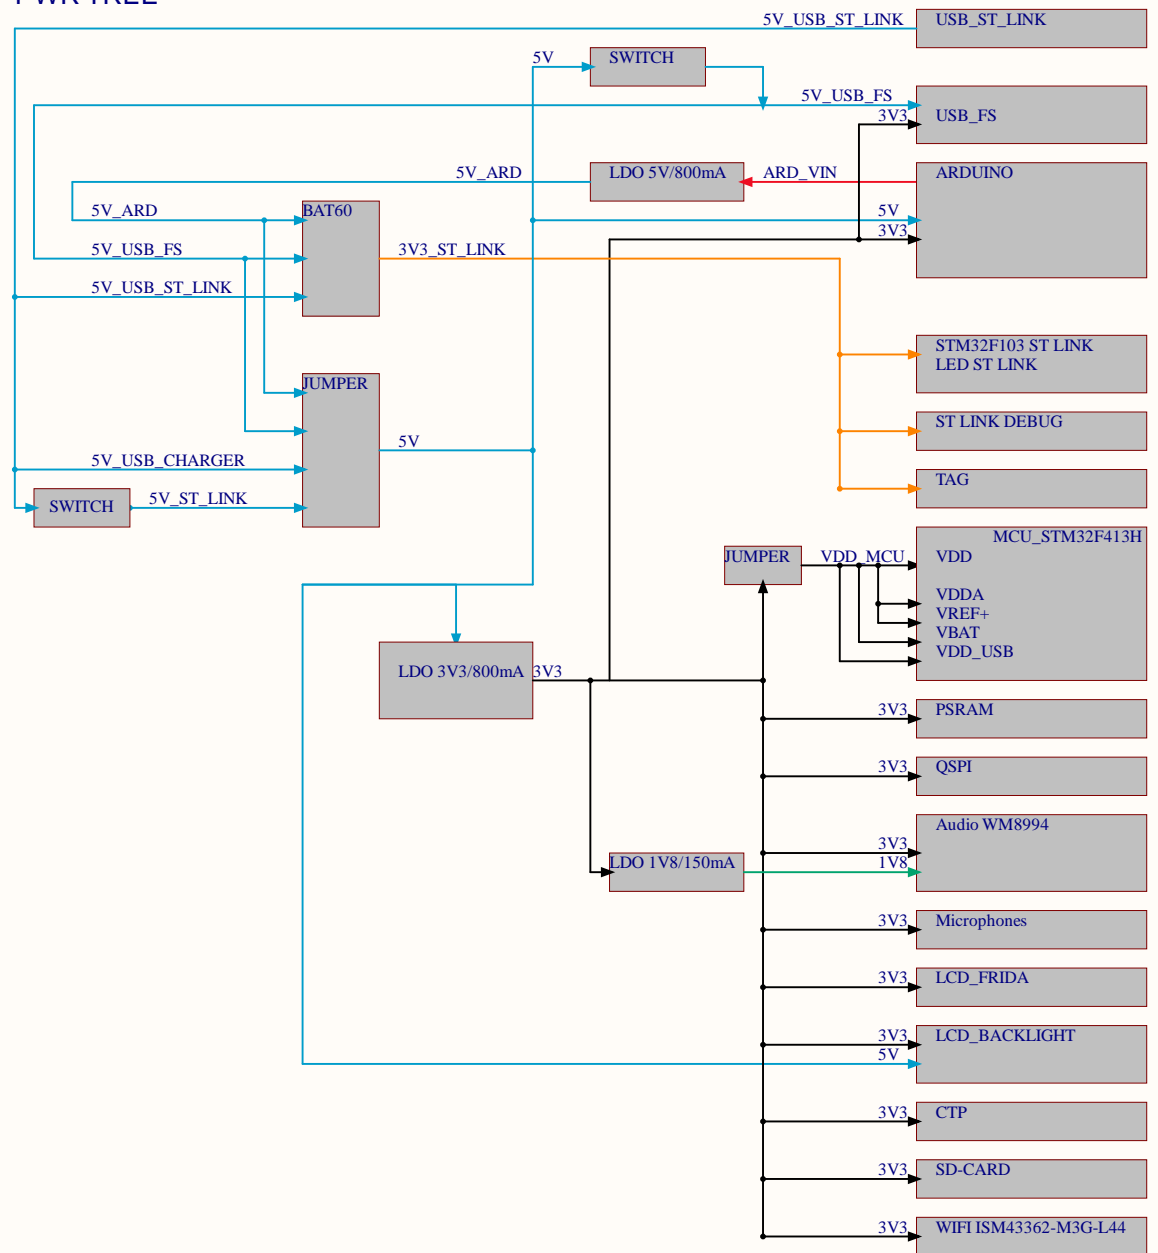 PWR TREE
5V_USB_ST_LINK
USB_ST_LINK
5V
SWITCH
5V_USB_FS
3V3
USB_FS
5V_ARD
LDO 5V/800mA
ARD_VIN
ARDUINO
5V
3V3
5V_ARD
BAT60
5V_USB_FS
3V3_ST_LINK
5V_USB_ST_LINK
STM32F103 ST LINK
LED ST LINK
JUMPER
ST LINK DEBUG
5V
5V_USB_CHARGER
TAG
SWITCH
5V_ST_LINK
MCU_STM32F413H
JUMPER
VDD_MCU
VDD
VDDA
VREF+
VBAT
VDD_USB
LDO 3V3/800mA
3V3
3V3
PSRAM
3V3
QSPI
Audio WM8994
3V3
LDO 1V8/150mA
1V8
3V3
Microphones
3V3
LCD_FRIDA
3V3
LCD_BACKLIGHT
5V
3V3
CTP
3V3
SD-CARD
3V3
WIFI ISM43362-M3G-L44